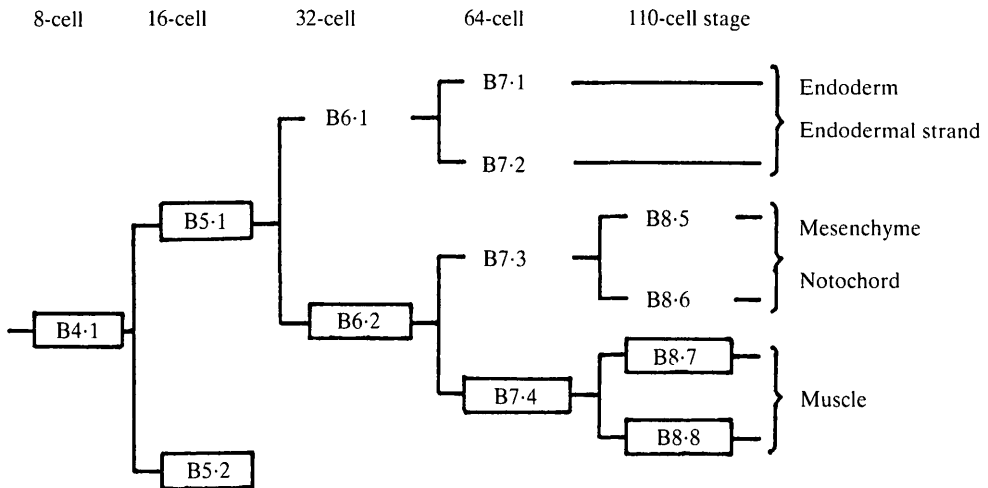 8-cell 16-cell 32-cell 64-cell 110-cell stage
B7·1
Endoderm
B6·1
Endodermal strand
B7·2
B5·1
B8·5
Mesenchyme
B7·3
Notochord
B8·6
B4·1
B6·2
B8·7
B7·4
Muscle
B8·8
B5·2